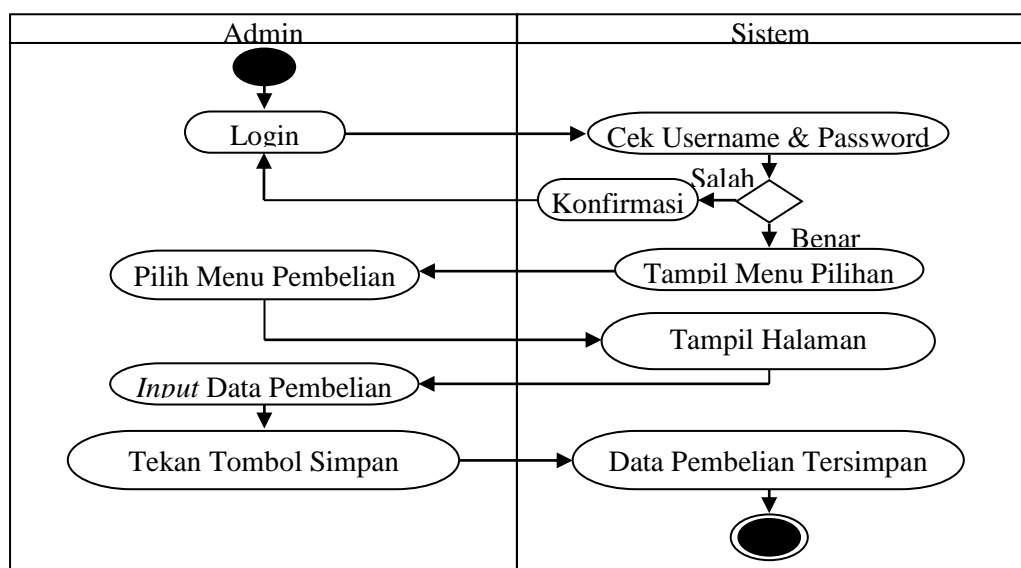 Admin
Sistem
Login
Cek Username & Password
Salah
Konfirmasi
Benar
Pilih Menu Pembelian
Tampil Menu Pilihan
Tampil Halaman
Input Data Pembelian
Tekan Tombol Simpan
Data Pembelian Tersimpan